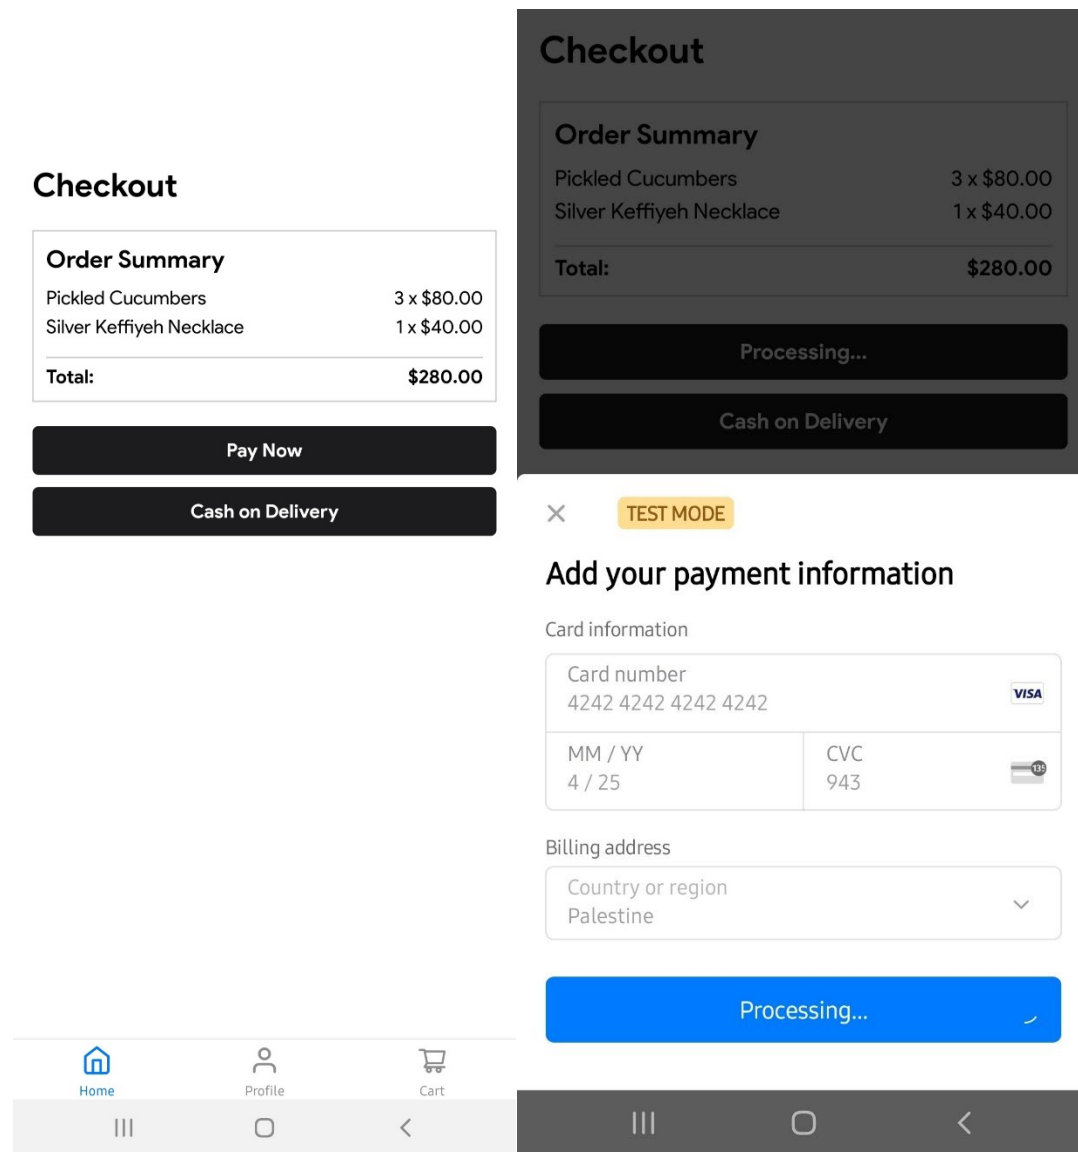 Checkout
Order Summary
Pickled Cucumbers 3 x $80.00
Silver Keffiyeh Necklace 1 x $40.00
Total: $280.00
Pay Now
Cash on Delivery
Home Profile Cart
Checkout
Order Summary
Pickled Cucumbers 3 x $80.00
Silver Keffiyeh Necklace 1 x $40.00
Total: $280.00
Processing...
Cash on Delivery
TEST MODE
Add your payment information
Card information
Card number
4242 4242 4242 4242 VISA
MM / YY CVC
4 / 25 943 135
Billing address
Country or region
Palestine
Processing...